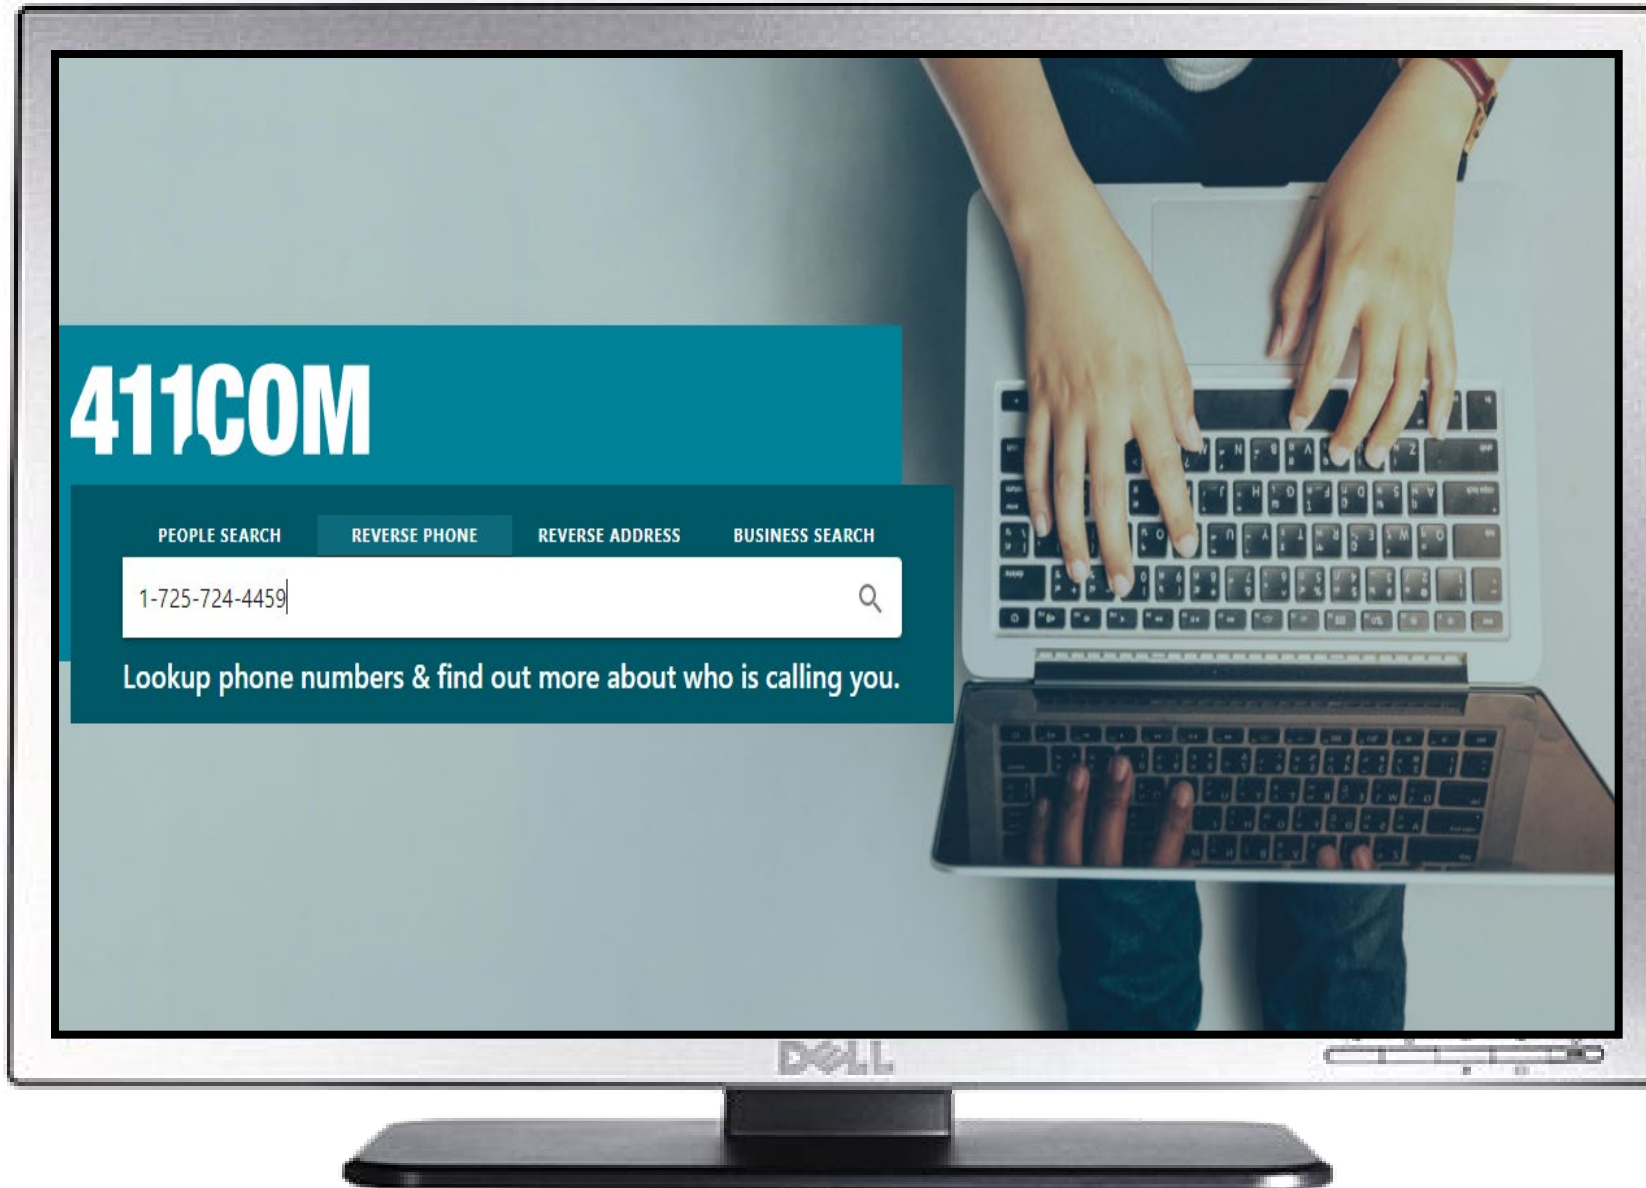 411COM
PEOPLE SEARCH REVERSE PHONE REVERSE ADDRESS BUSINESS SEARCH
1-725-724-4459
Lookup phone numbers & find out more about who is calling you.
DELL